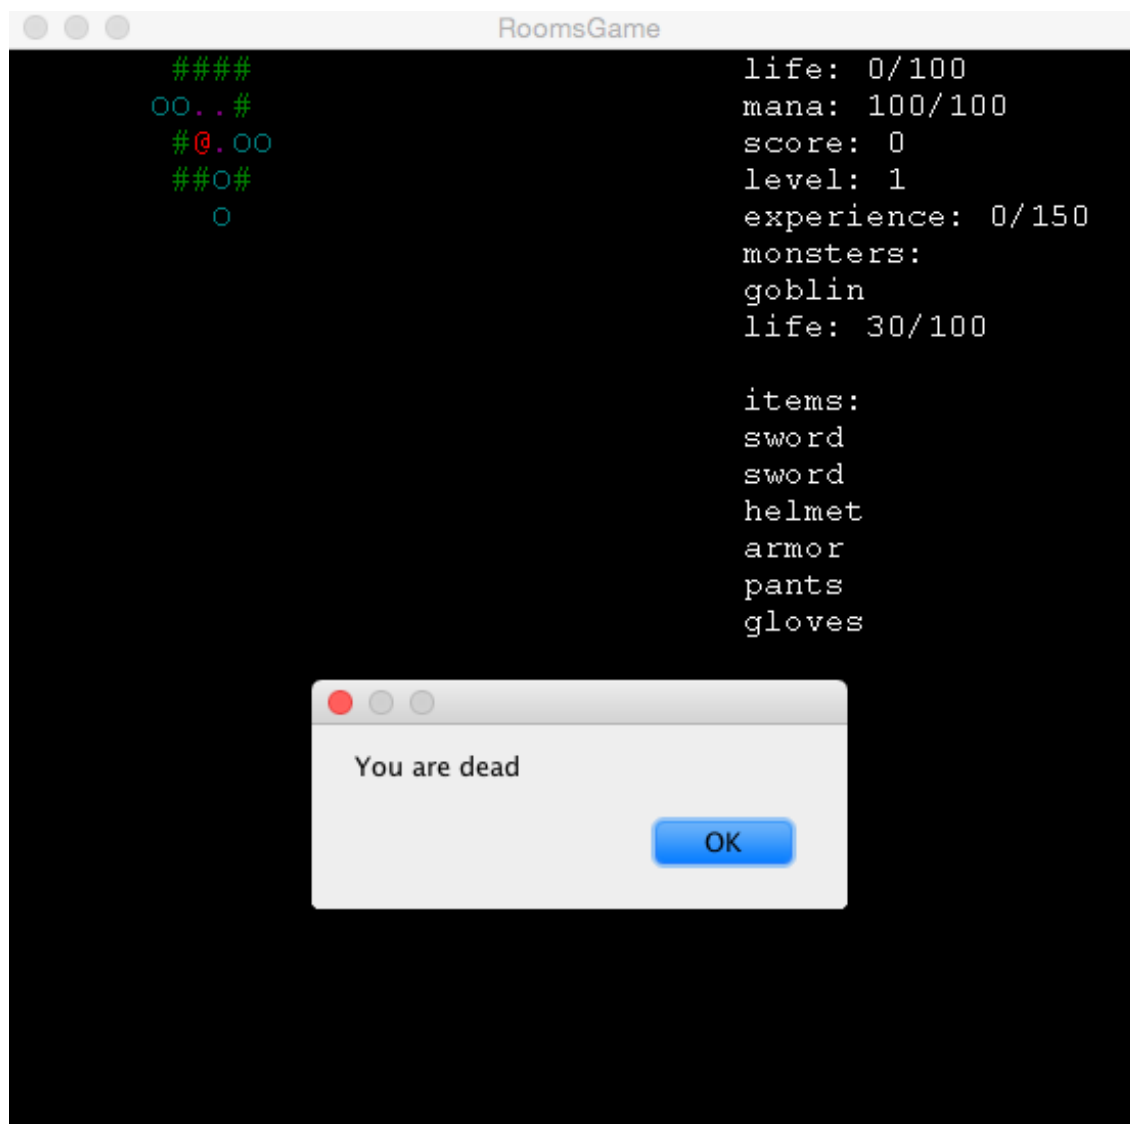 RoomsGame
####
OO..#
#@.OO
##O#
O
life: 0/100
mana: 100/100
score: 0
level: 1
experience: 0/150
monsters:
goblin
life: 30/100
items:
sword
sword
helmet
armor
pants
gloves
You are dead
OK